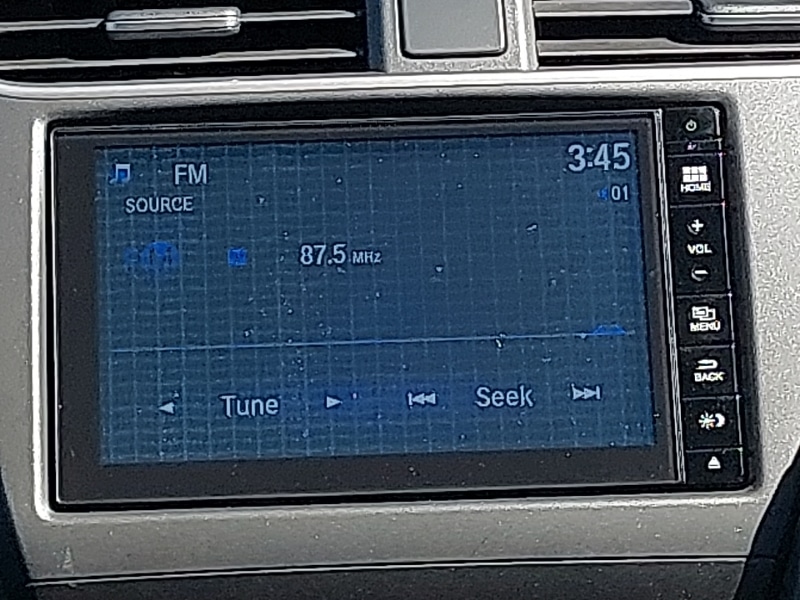 FM
3:45
SOURCE
01
87.5 MHz
Tune
Seek
HOME
+
VOL
−
MENU
BACK